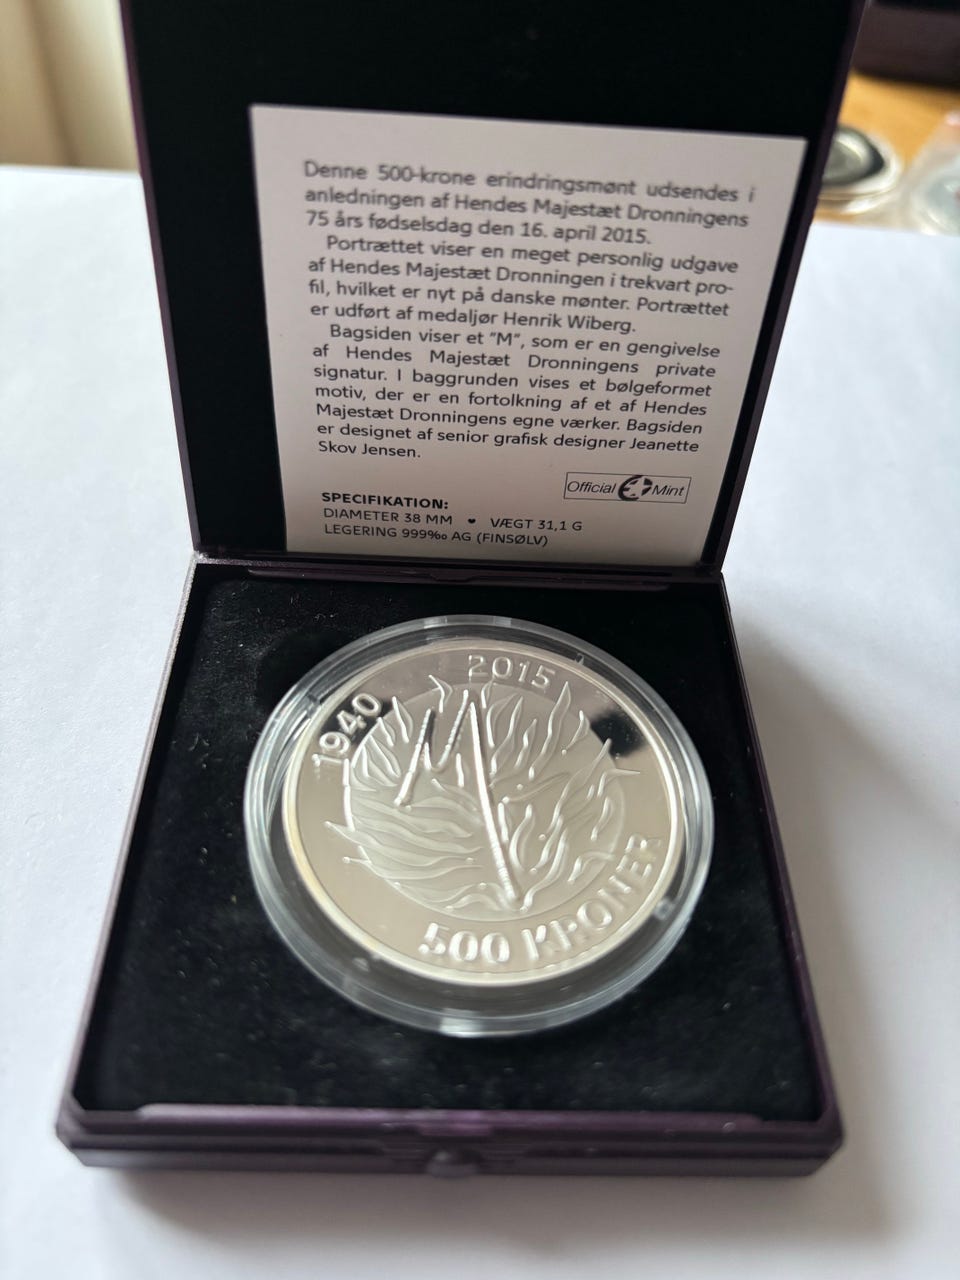 Denne 500-krone erindringsmønt udsendes i
anledningen af Hendes Majestæt Dronningens
75 års fødselsdag den 16. april 2015.
Portrættet viser en meget personlig udgave
af Hendes Majestæt Dronningen i trekvart pro-
fil, hvilket er nyt på danske mønter. Portrættet
er udført af medaljør Henrik Wiberg.
Bagsiden viser et "M", som er en gengivelse
af Hendes Majestæt Dronningens private
signatur. I baggrunden vises et bølgeformet
motiv, der er en fortolkning af et af Hendes
Majestæt Dronningens egne værker. Bagsiden
er designet af senior grafisk designer Jeanette
Skov Jensen.
Official Mint
SPECIFIKATION:
DIAMETER 38 MM ♥ VÆGT 31,1 G
LEGERING 999‰ AG (FINSØLV)
1940 2015
M
500 KRONER